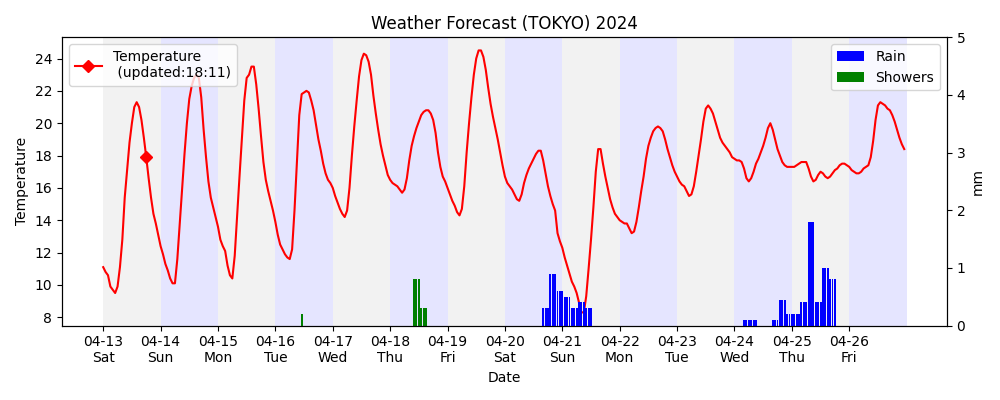 Weather Forecast (TOKYO) 2024
Temperature
(updated:18:11)
Rain
Showers
Temperature
24
22
20
18
16
14
12
10
8
5
4
3
2
1
0
mm
04-13 04-14 04-15 04-16 04-17 04-18 04-19 04-20 04-21 04-22 04-23 04-24 04-25 04-26
Sat Sun Mon Tue Wed Thu Fri Sat Sun Mon Tue Wed Thu Fri
Date